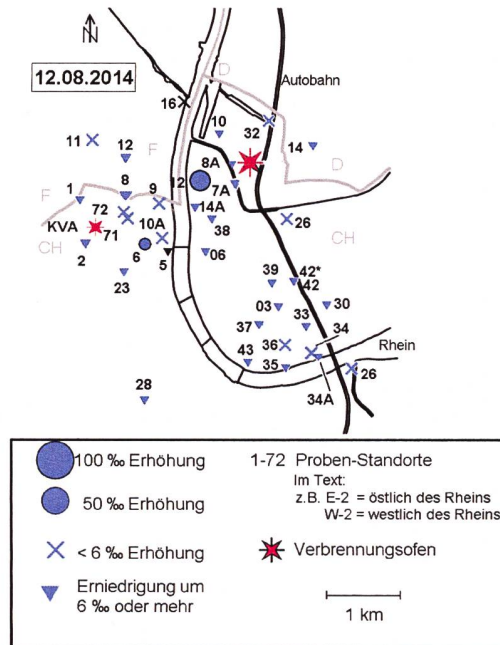 N
12.08.2014
D
Autobahn
16
10
32
11
F
12
14
8A
D
F
1
8
9
12
7A
72
14A
26
KVA
71
10A
38
CH
CH
2
6
5
06
23
39
42*
42
03
30
33
37
34
36
Rhein
43
35
26
28
34A
100 ‰ Erhöhung
50 ‰ Erhöhung
< 6 ‰ Erhöhung
Erniedrigung um
6 ‰ oder mehr
1-72 Proben-Standorte
Im Text:
z.B. E-2 = östlich des Rheins
W-2 = westlich des Rheins
Verbrennungsofen
1 km